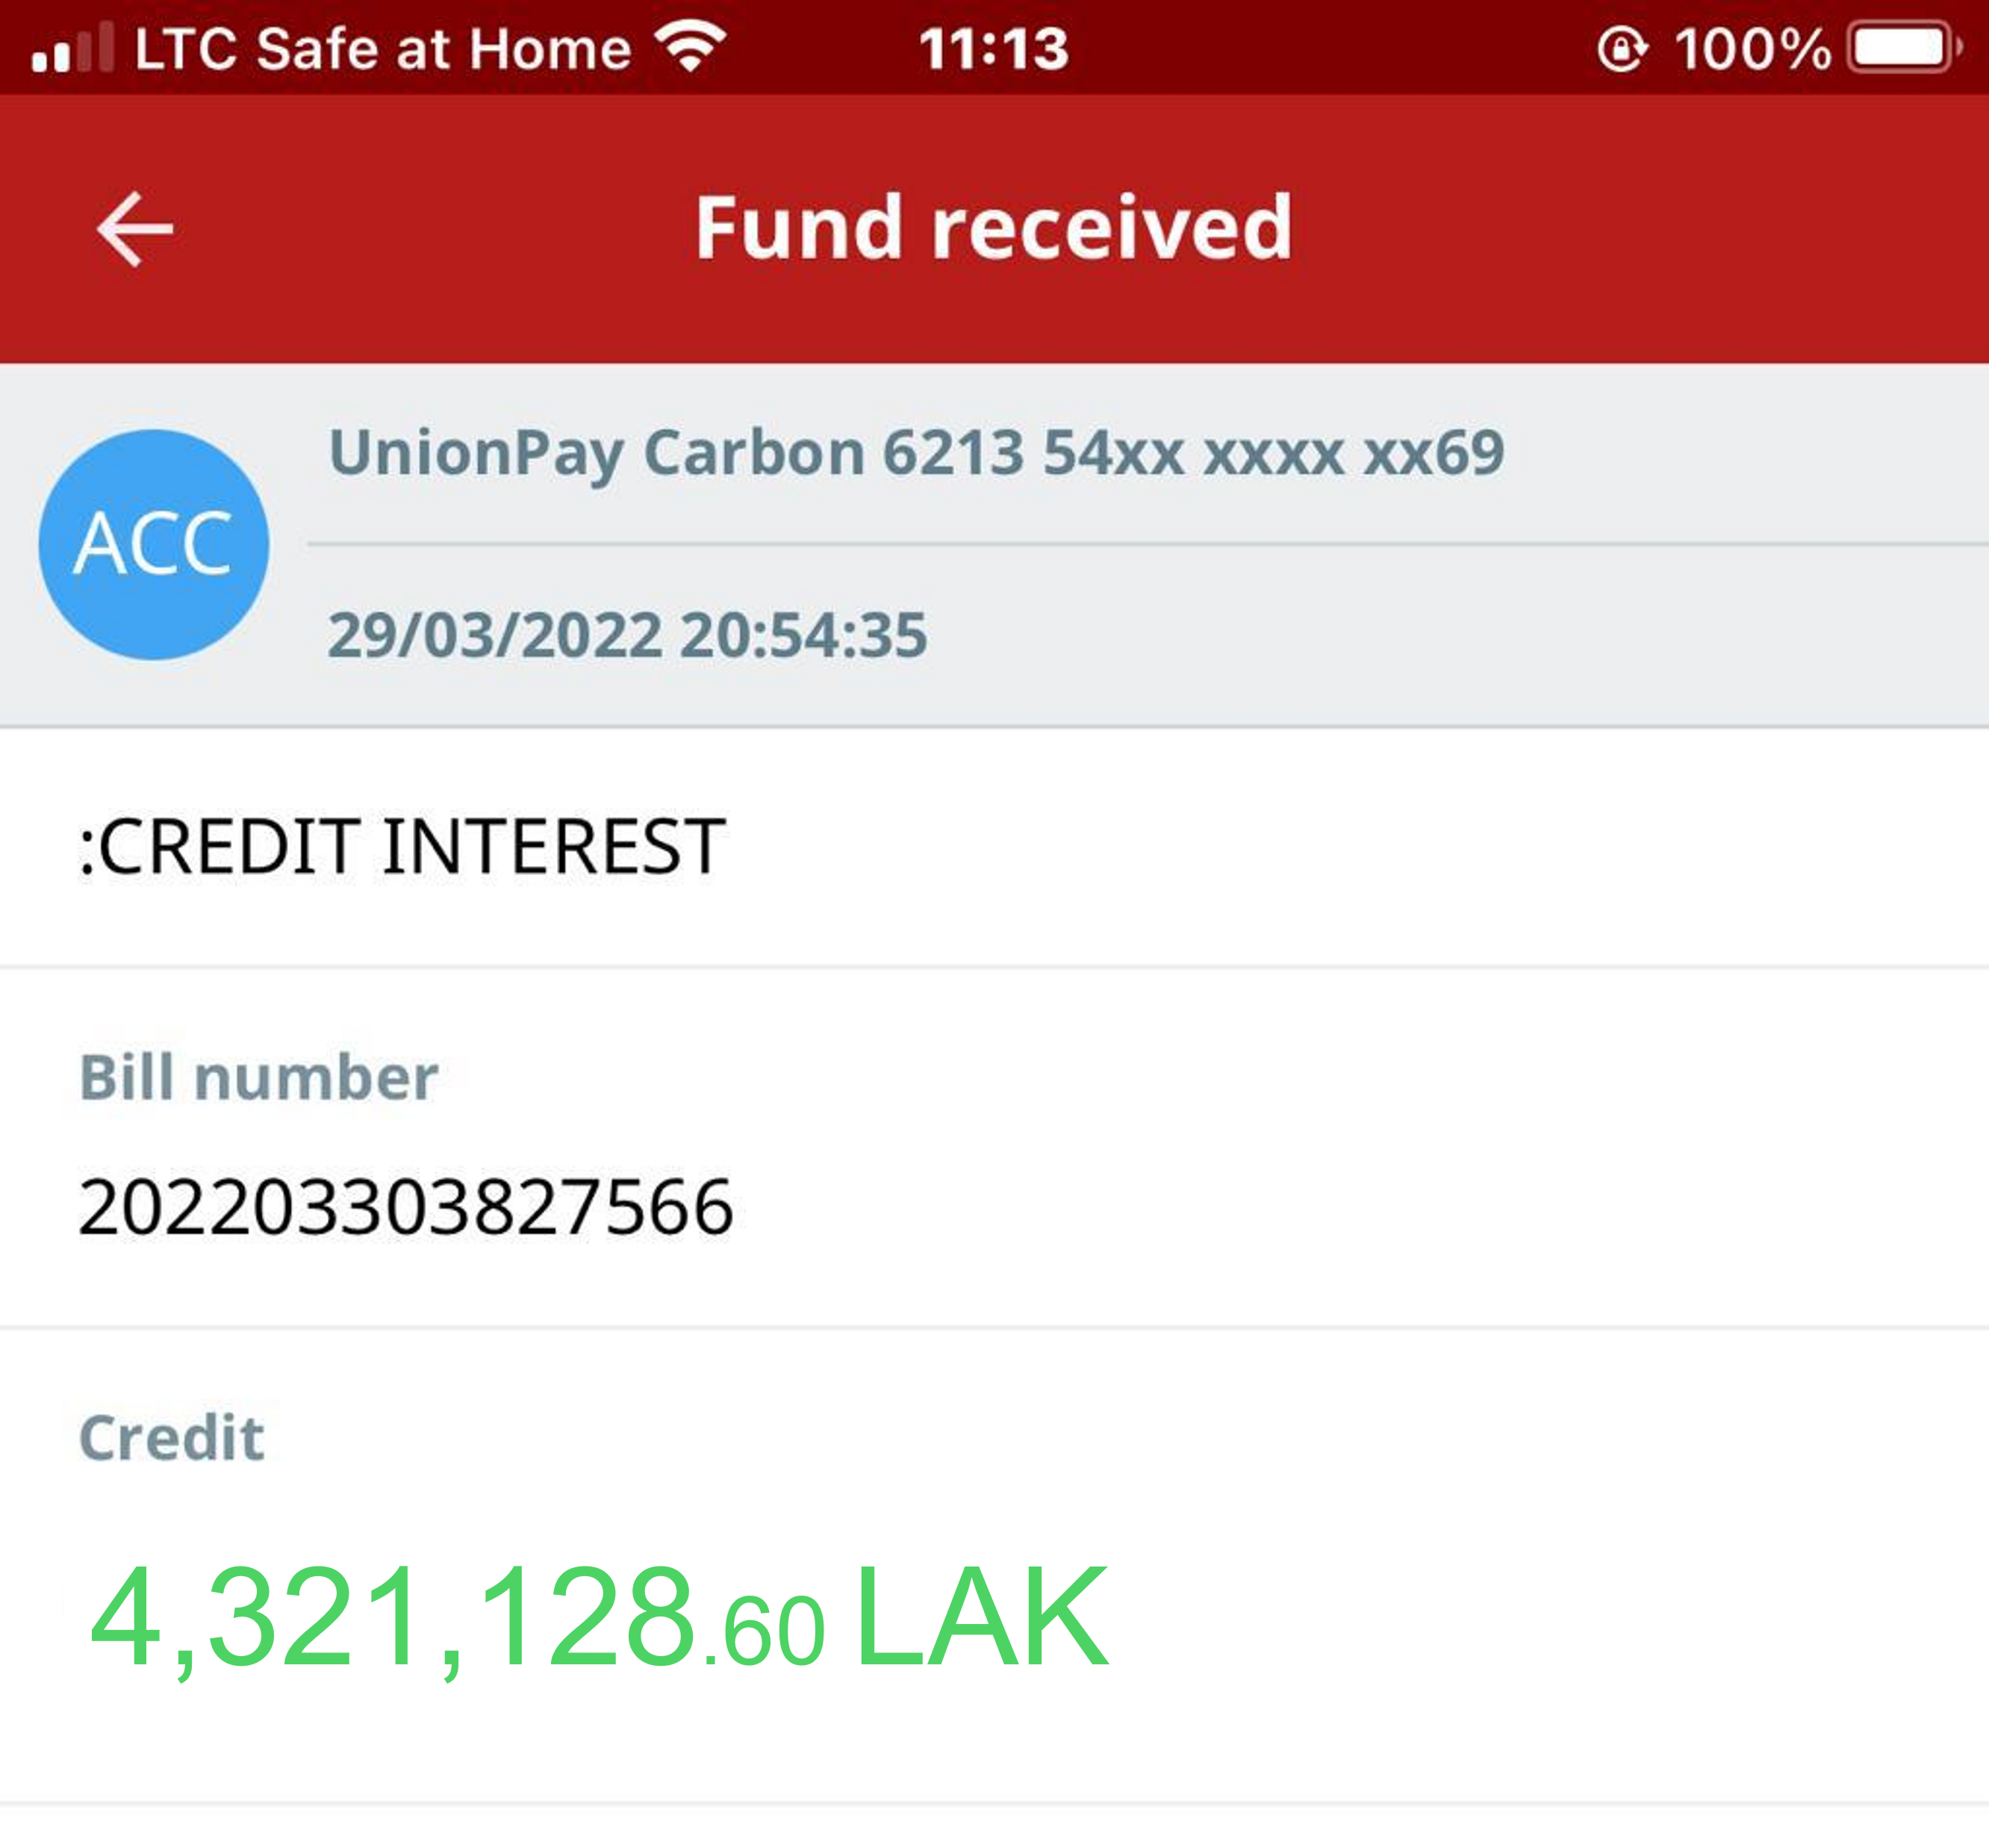 LTC Safe at Home 11:13 100%
Fund received
UnionPay Carbon 6213 54xx xxxx xx69
ACC
29/03/2022 20:54:35
:CREDIT INTEREST
Bill number
202203303827566
Credit
4,321,128.60 LAK